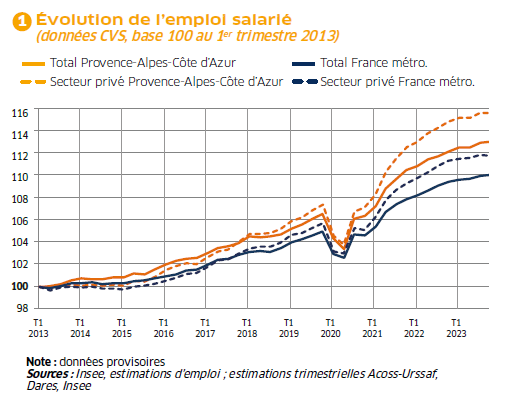 1 Évolution de l'emploi salarié
(données CVS, base 100 au 1er trimestre 2013)
Total Provence-Alpes-Côte d'Azur
Total France métro.
Secteur privé Provence-Alpes-Côte d'Azur
Secteur privé France métro.
116
114
112
110
108
106
104
102
100
98
T1 T1 T1 T1 T1 T1 T1 T1 T1 T1 T1
2013 2014 2015 2016 2017 2018 2019 2020 2021 2022 2023
Note : données provisoires
Sources : Insee, estimations d'emploi ; estimations trimestrielles Acoss-Urssaf,
Dares, Insee